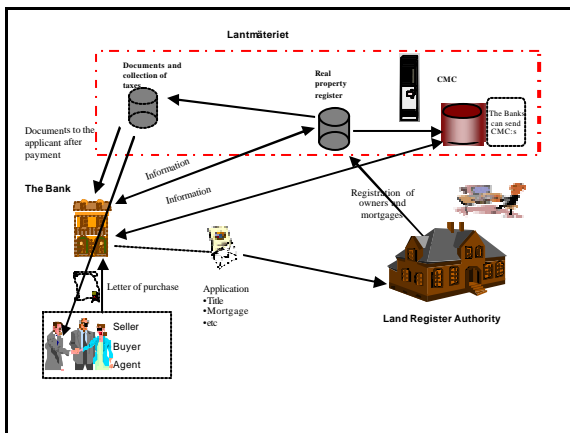 Lantmäteriet
Documents and
collection of
taxes
Real
property
register
CMC
The Banks
can send
CMC:s
Documents to the
applicant after
payment
Information
Information
The Bank
Registration of
owners and
mortgages
Letter of purchase
Application
•Title
•Mortgage
•etc
Land Register Authority
Seller
Buyer
Agent